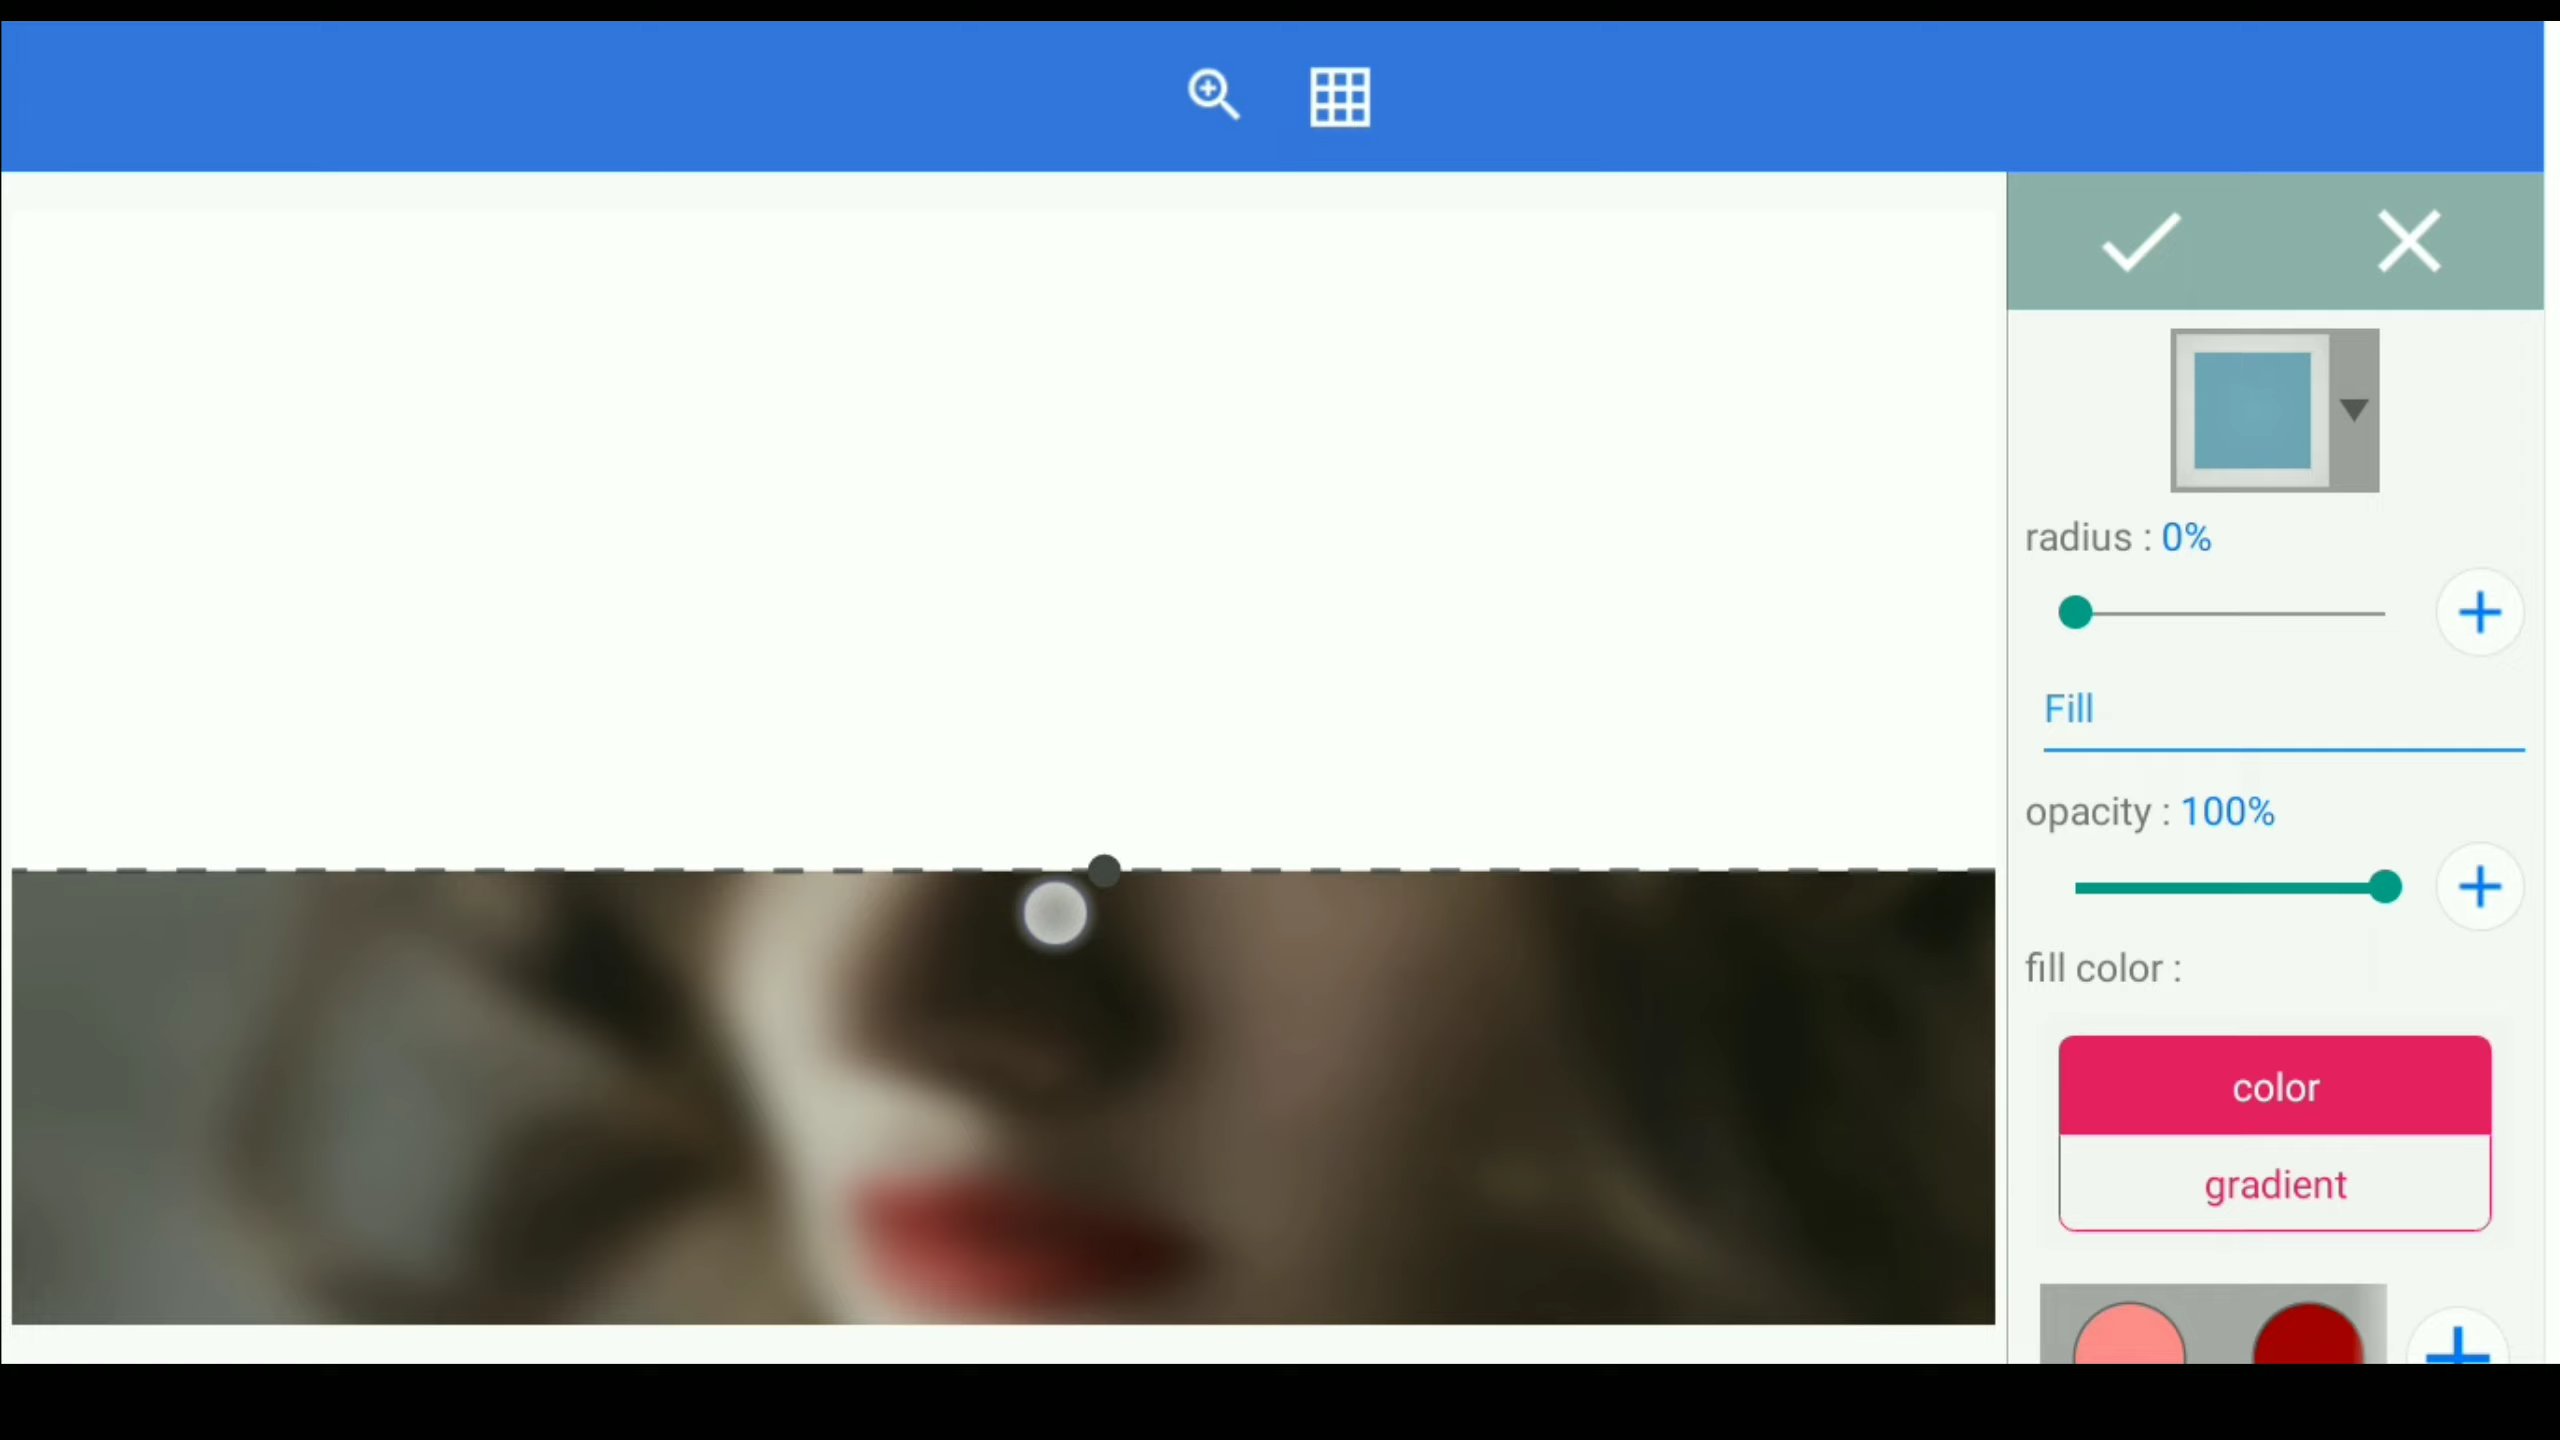 radius : 0%
Fill
opacity : 100%
fill color :
color
gradient